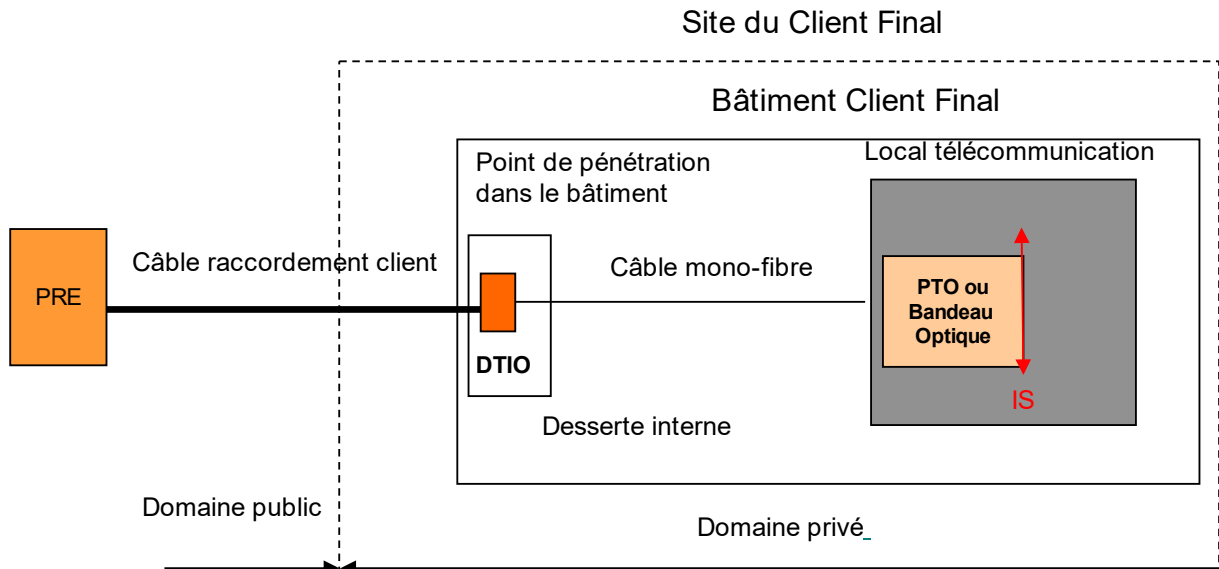 Site du Client Final
Bâtiment Client Final
Point de pénétration
dans le bâtiment
Local télécommunication
PRE
Câble raccordement client
Câble mono-fibre
PTO ou
Bandeau
Optique
DTIO
IS
Desserte interne
Domaine public
Domaine privé